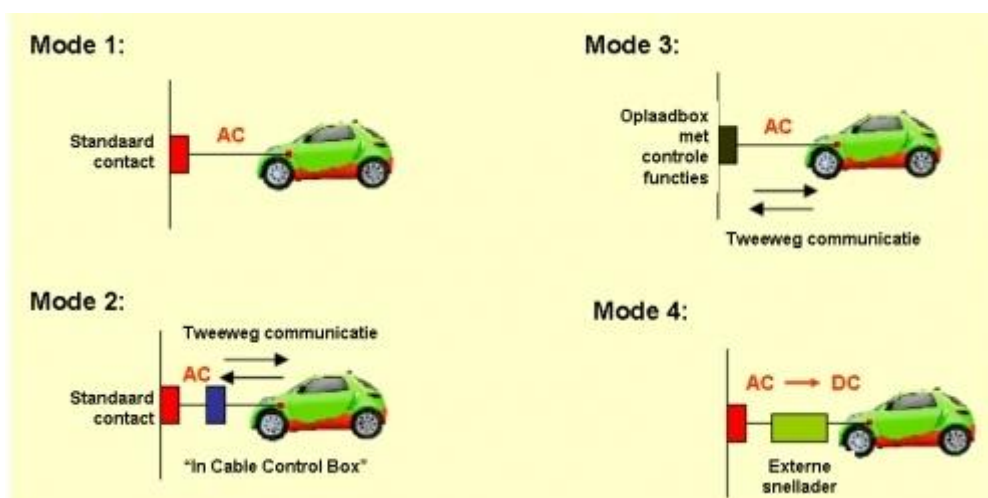 Mode 1:
Standaard
contact
AC
Mode 3:
Oplaadbox
met
controle
functies
AC
Tweeweg communicatie
Mode 2:
Tweeweg communicatie
AC
Standaard
contact
“In Cable Control Box”
Mode 4:
AC → DC
Externe
snellader